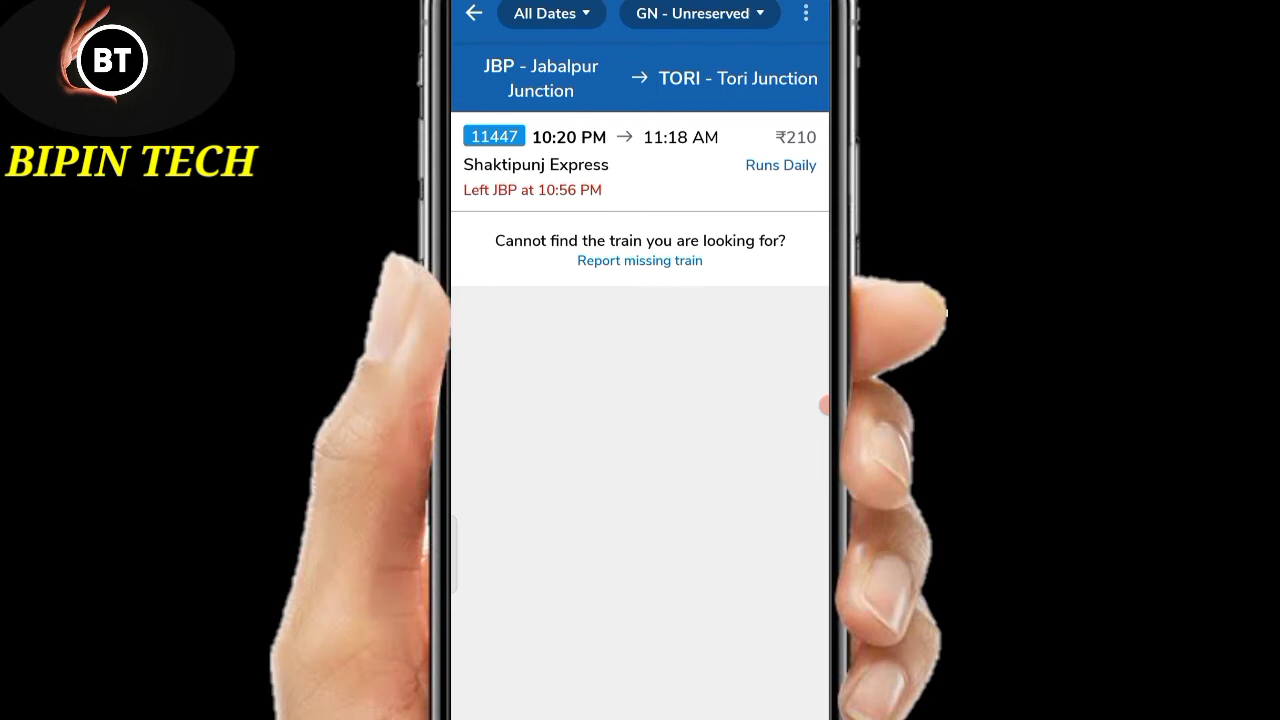 BT
BIPIN TECH
All Dates
GN - Unreserved
JBP - Jabalpur
Junction
→ TORI - Tori Junction
11447 10:20 PM → 11:18 AM ₹210
Shaktipunj Express Runs Daily
Left JBP at 10:56 PM
Cannot find the train you are looking for?
Report missing train